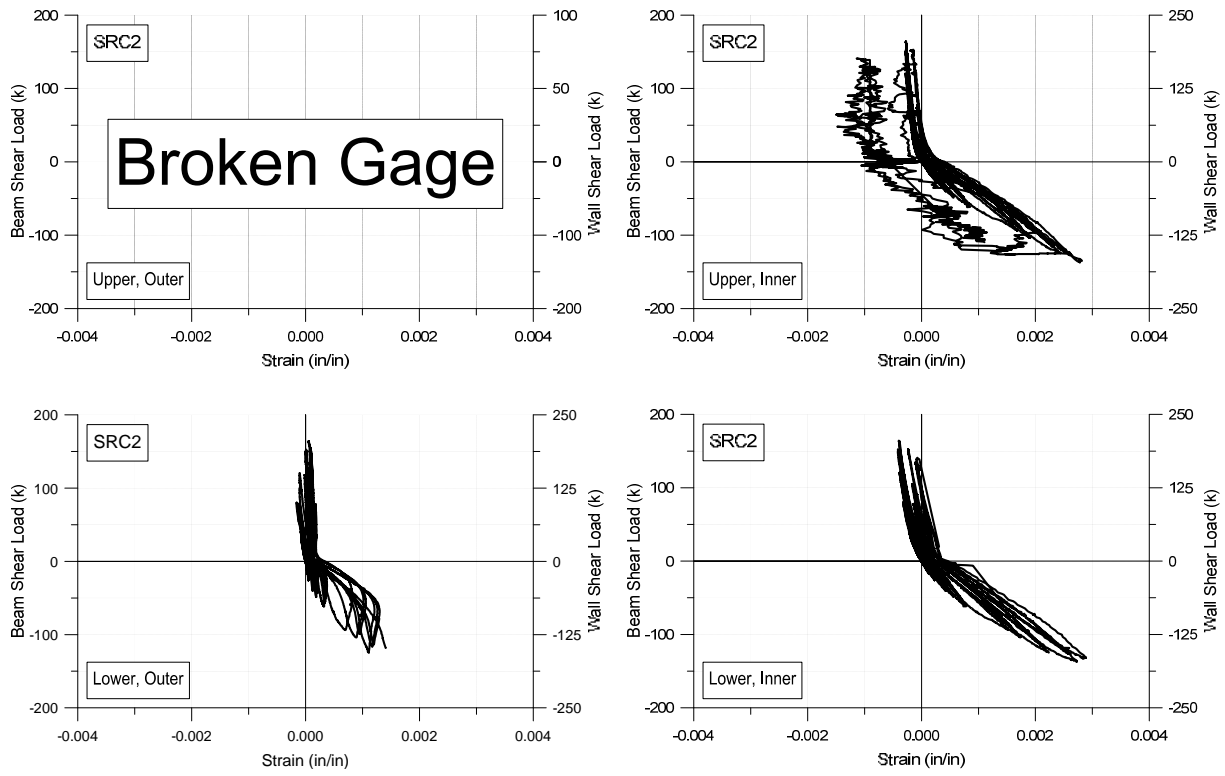 200
100
200
250
SRC2
SRC2
100
50
100
125
Beam Shear Load (k)
Broken Gage
Wall Shear Load (k)
Beam Shear Load (k)
Wall Shear Load (k)
0
0
0
0
-100
-100
-100
-125
Upper, Outer
Upper, Inner
-200
-200
-200
-250
-0.004 -0.002 0.000 0.002 0.004
-0.004 -0.002 0.000 0.002 0.004
Strain (in/in)
Strain (in/in)
200
250
200
250
SRC2
SRC2
100
125
100
125
Beam Shear Load (k)
Wall Shear Load (k)
Beam Shear Load (k)
Wall Shear Load (k)
0
0
0
0
-100
-125
-100
-125
Lower, Outer
Lower, Inner
-200
-250
-200
-250
-0.004 -0.002 0.000 0.002 0.004
-0.004 -0.002 0.000 0.002 0.004
Strain (in/in)
Strain (in/in)